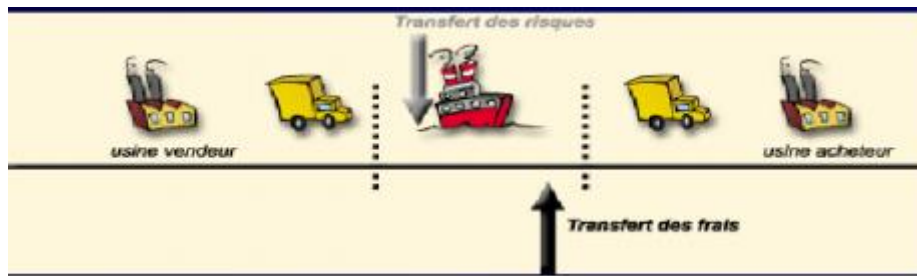 Transfert des risques
usine vendeur
usine acheteur
Transfert des frais